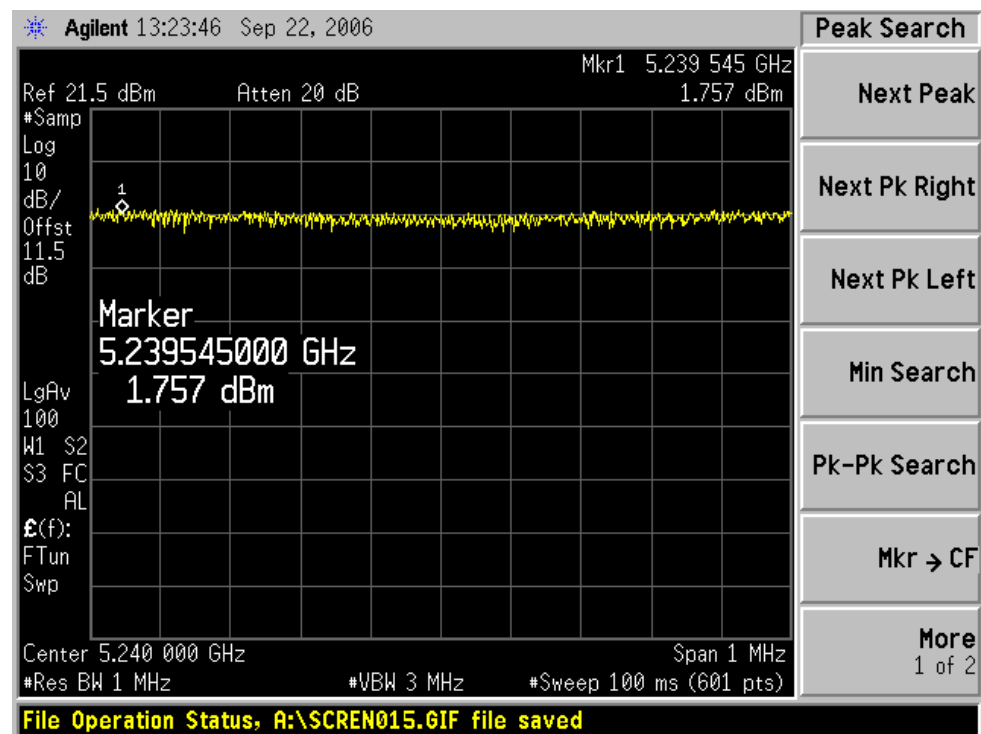 Agilent 13:23:46 Sep 22, 2006
Peak Search
Mkr1 5.239 545 GHz
Ref 21.5 dBm Atten 20 dB 1.757 dBm
#Samp
Log
10
dB/
Offst
11.5
dB
1
Marker
5.239545000 GHz
1.757 dBm
LgAv
100
W1 S2
S3 FC
AL
£(f):
FTun
Swp
Center 5.240 000 GHz Span 1 MHz
#Res BW 1 MHz #VBW 3 MHz #Sweep 100 ms (601 pts)
File Operation Status, A:\SCREN015.GIF file saved
Next Peak
Next Pk Right
Next Pk Left
Min Search
Pk-Pk Search
Mkr → CF
More
1 of 2